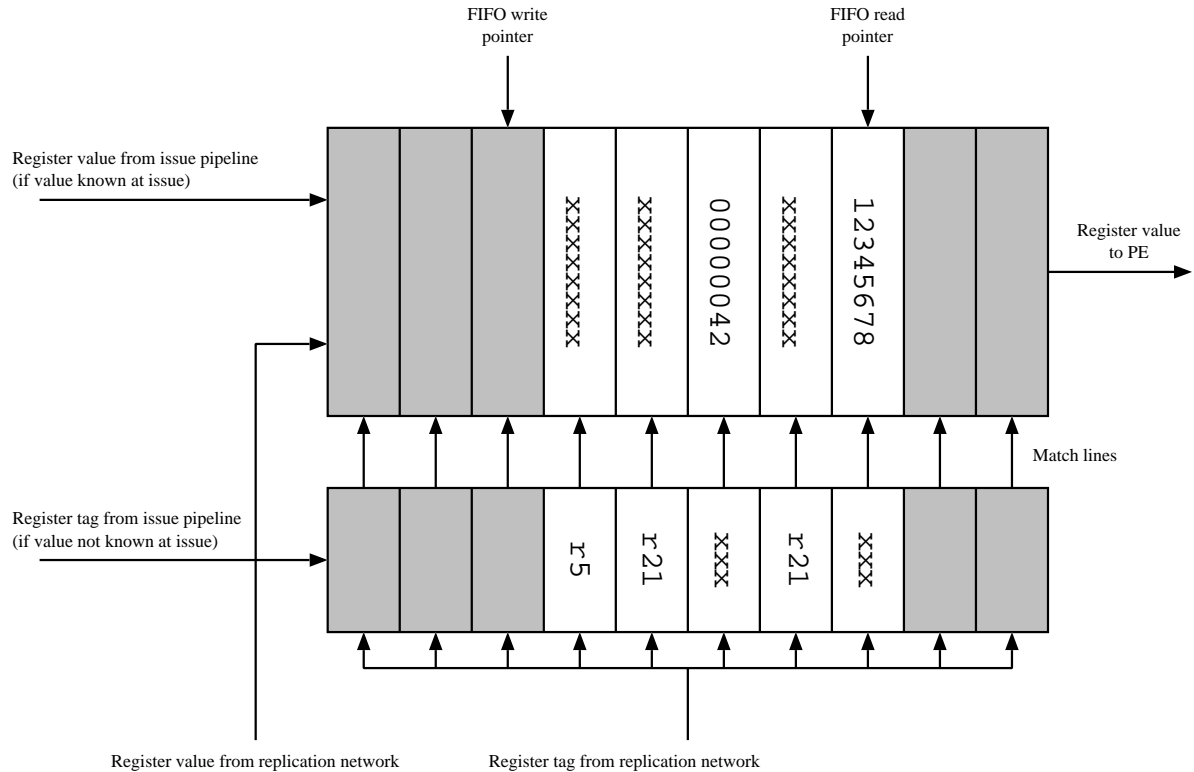 FIFO write
pointer
FIFO read
pointer
Register value from issue pipeline
(if value known at issue)
xxxxxxxx
xxxxxxxx
00000042
xxxxxxxx
12345678
Register value
to PE
Match lines
Register tag from issue pipeline
(if value not known at issue)
r5
r21
xxx
r21
xxx
Register value from replication network
Register tag from replication network